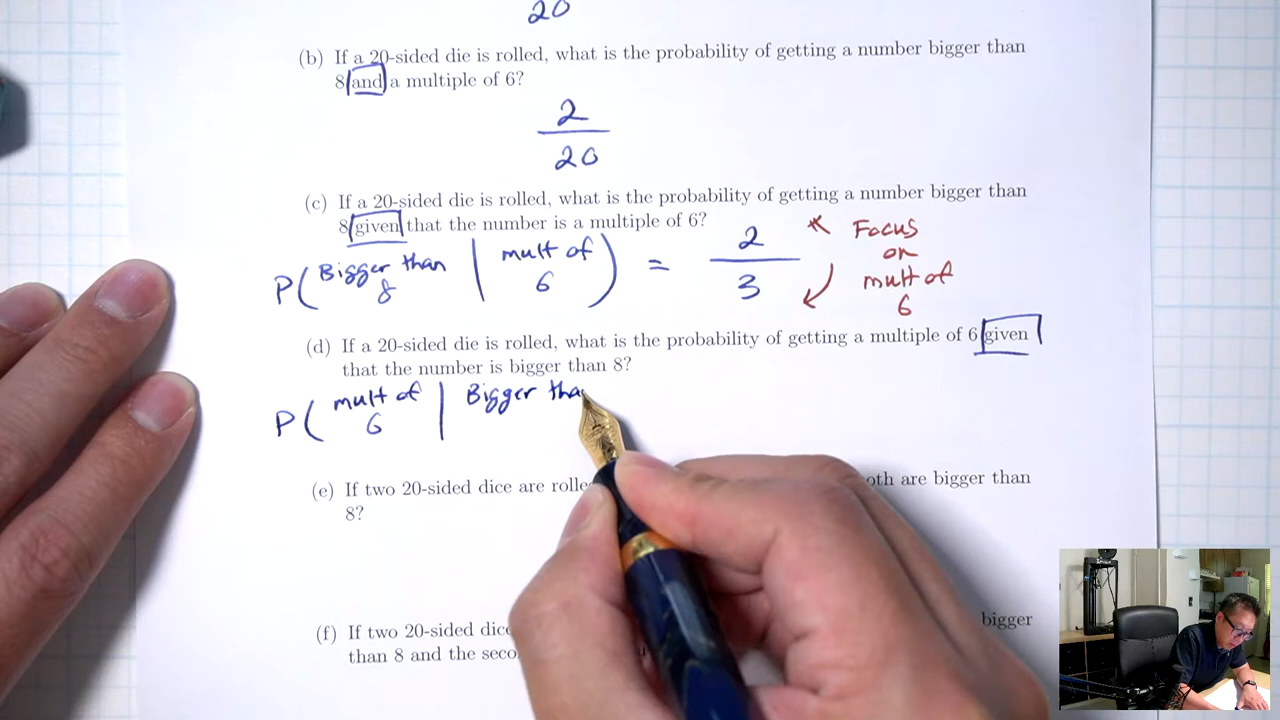 20
(b) If a 20-sided die is rolled, what is the probability of getting a number bigger than
8 and a multiple of 6?
2
20
(c) If a 20-sided die is rolled, what is the probability of getting a number bigger than
8 given that the number is a multiple of 6?
P( Bigger than 8 | mult of 6 ) = 2/3
* Focus
on
mult of
6
(d) If a 20-sided die is rolled, what is the probability of getting a multiple of 6 given
that the number is bigger than 8?
P( mult of 6 | Bigger than
(e) If two 20-sided dice are rolle oth are bigger than
8?
(f) If two 20-sided dic bigger
than 8 and the seco